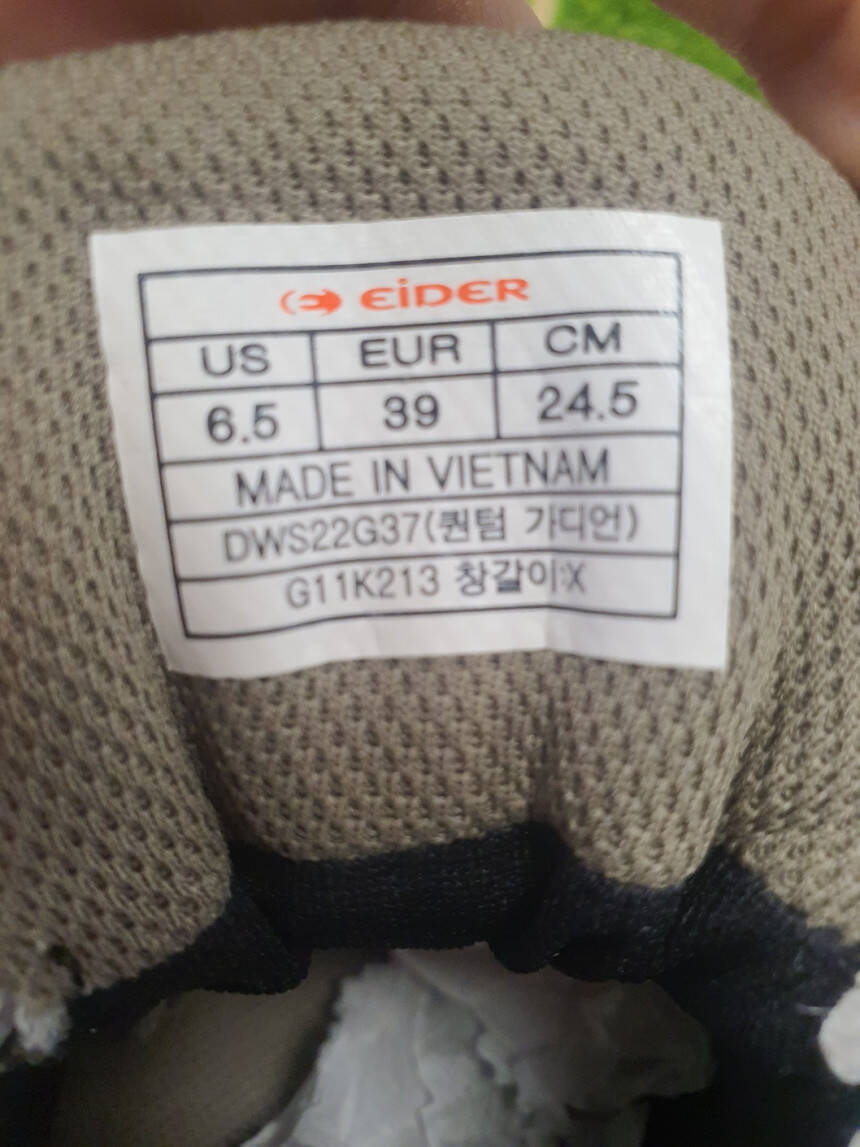 EiDER
US EUR CM
6.5 39 24.5
MADE IN VIETNAM
DWS22G37(퀀텀 가디언)
G11K213 창갈이:X